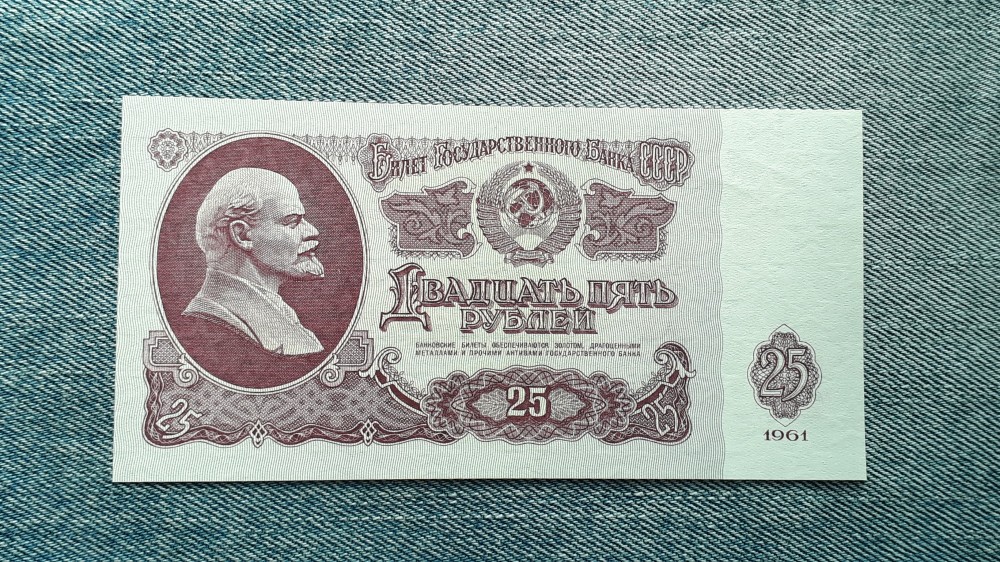 Билет Государственного Банка СССР
Двадцать пять
рублей
БАНКОВСКИЕ БИЛЕТЫ ОБЕСПЕЧИВАЮТСЯ ЗОЛОТОМ, ДРАГОЦЕННЫМИ
МЕТАЛЛАМИ И ПРОЧИМИ АКТИВАМИ ГОСУДАРСТВЕННОГО БАНКА
25
25
25
25
1961